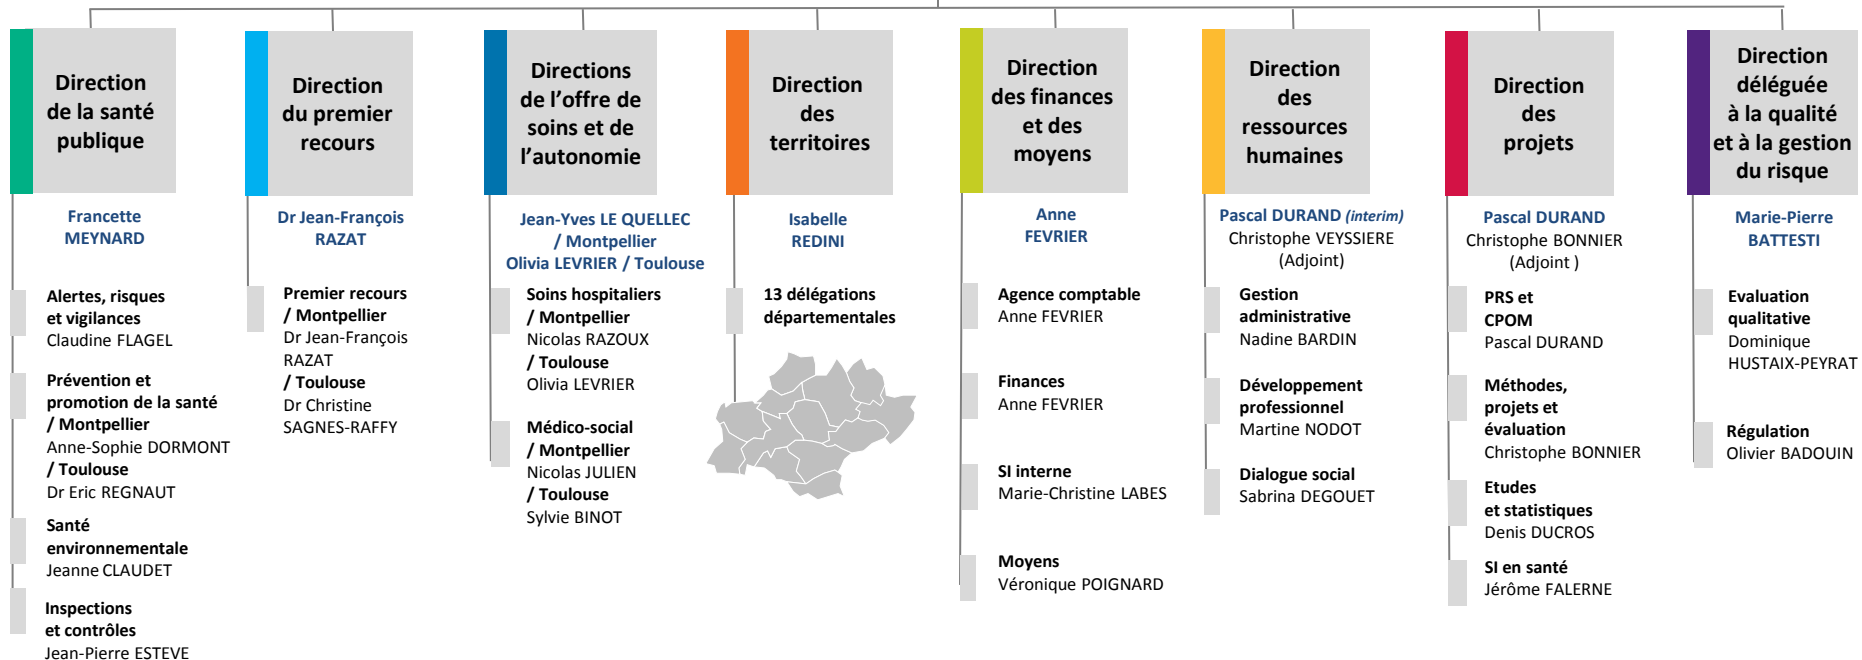 Direction
de la santé
publique
Francette
MEYNARD
Alertes, risques
et vigilances
Claudine FLAGEL
Prévention et
promotion de la santé
/ Montpellier
Anne-Sophie DORMONT
/ Toulouse
Dr Eric REGNAUT
Santé
environnementale
Jeanne CLAUDET
Inspections
et contrôles
Jean-Pierre ESTEVE
Direction
du premier
recours
Dr Jean-François
RAZAT
Premier recours
/ Montpellier
Dr Jean-François
RAZAT
/ Toulouse
Dr Christine
SAGNES-RAFFY
Directions
de l'offre de
soins et de
l'autonomie
Jean-Yves LE QUELLEC
/ Montpellier
Olivia LEVRIER / Toulouse
Soins hospitaliers
/ Montpellier
Nicolas RAZOUX
/ Toulouse
Olivia LEVRIER
Médico-social
/ Montpellier
Nicolas JULIEN
/ Toulouse
Sylvie BINOT
Direction
des
territoires
Isabelle
REDINI
13 délégations
départementales
Direction
des finances
et des
moyens
Anne
FEVRIER
Agence comptable
Anne FEVRIER
Finances
Anne FEVRIER
SI interne
Marie-Christine LABES
Moyens
Véronique POIGNARD
Direction
des
ressources
humaines
Pascal DURAND (interim)
Christophe VEYSSIERE
(Adjoint)
Gestion
administrative
Nadine BARDIN
Développement
professionnel
Martine NODOT
Dialogue social
Sabrina DEGOUET
Direction
des
projets
Pascal DURAND
Christophe BONNIER
(Adjoint )
PRS et
CPOM
Pascal DURAND
Méthodes,
projets et
évaluation
Christophe BONNIER
Etudes
et statistiques
Denis DUCROS
SI en santé
Jérôme FALERNE
Direction
déléguée
à la qualité
et à la gestion
du risque
Marie-Pierre
BATTESTI
Evaluation
qualitative
Dominique
HUSTAIX-PEYRAT
Régulation
Olivier BADOUIN